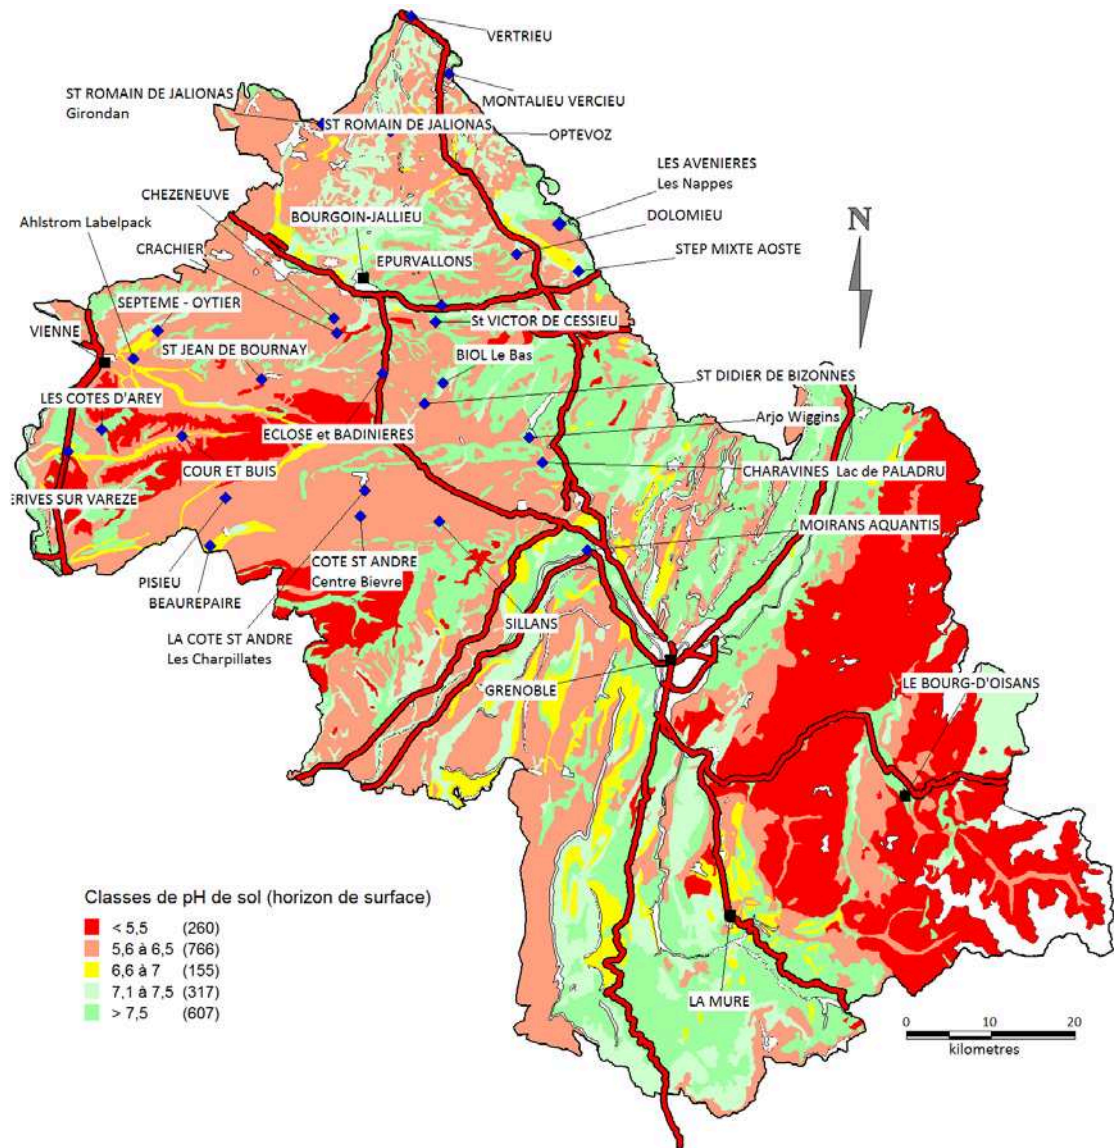 VERTRIEU
ST ROMAIN DE JALIONAS
Girondan
MONTALIEU VERCIEU
ST ROMAIN DE JALIONAS
OPTEVOZ
LES AVENIERES
Les Nappes
CHEZENEUVE
BOURGOIN-JALLIEU
DOLOMIEU
Ahlstrom Labelpack
CRACHIER
EPURVALLONS
STEP MIXTE AOSTE
N
SEPTEME - OYTIER
VIENNE
St VICTOR DE CESSIEU
ST JEAN DE BOURNAY
BIOL Le Bas
ST DIDIER DE BIZONNES
LES COTES D'AREY
Arjo Wiggins
ECLOSE et BADINIERES
COUR ET BUIS
CHARAVINES Lac de PALADRU
ERIVES SUR VAREZE
MOIRANS AQUANTIS
COTE ST ANDRE
Centre Bievre
PISIEU
BEAUREPAIRE
SILLANS
LA COTE ST ANDRE
Les Charpillates
GRENOBLE
LE BOURG-D'OISANS
Classes de pH de sol (horizon de surface)
< 5,5 (260)
5,6 à 6,5 (766)
6,6 à 7 (155)
7,1 à 7,5 (317)
> 7,5 (607)
LA MURE
0 10 20
kilometres